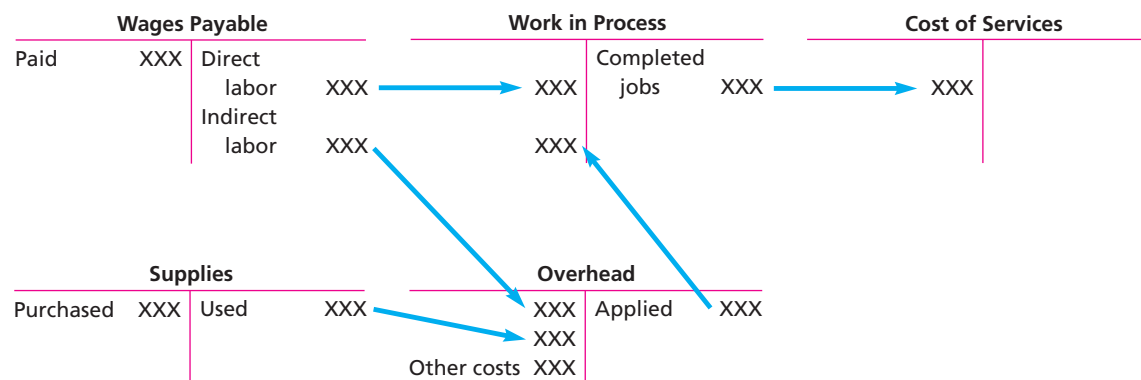 Wages Payable Work in Process Cost of Services
Paid XXX Direct Completed
labor XXX XXX jobs XXX XXX
Indirect
labor XXX XXX
Supplies Overhead
Purchased XXX Used XXX XXX Applied XXX
XXX
Other costs XXX